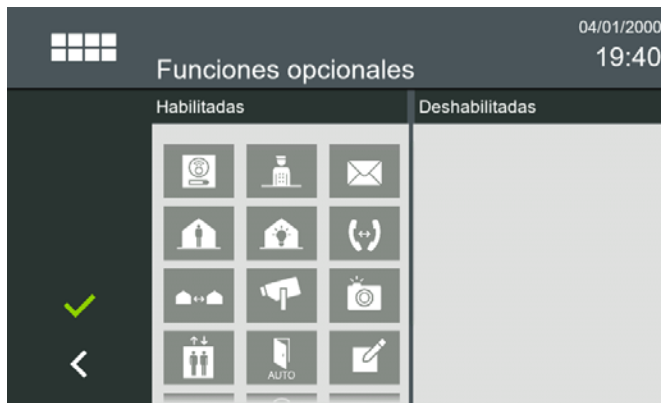 04/01/2000
19:40
Funciones opcionales
Habilitadas
Deshabilitadas
AUTO